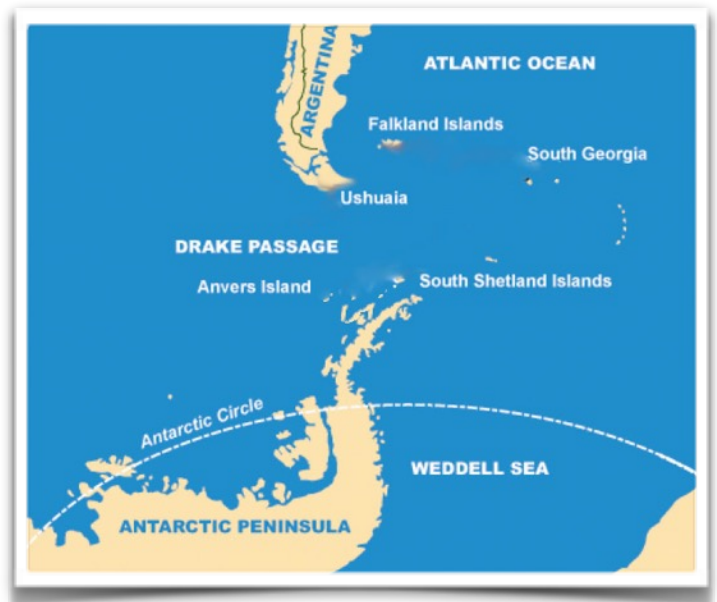 ARGENTINA
ATLANTIC OCEAN
Falkland Islands
South Georgia
Ushuaia
DRAKE PASSAGE
Anvers Island
South Shetland Islands
Antarctic Circle
WEDDELL SEA
ANTARCTIC PENINSULA